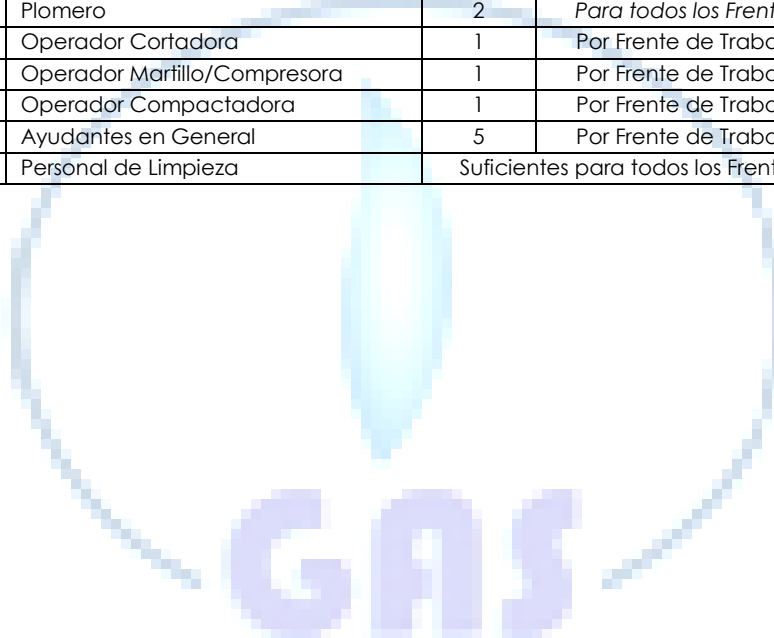 Plomero 2 Para todos los
Operador Cortadora 1 Por Frente de
Operador Martillo/Compresora 1 Por Frente de
Operador Compactadora 1 Por Frente de
Ayudantes en General 5 Por Frente de
Personal de Limpieza Suficientes para todos los
GAS